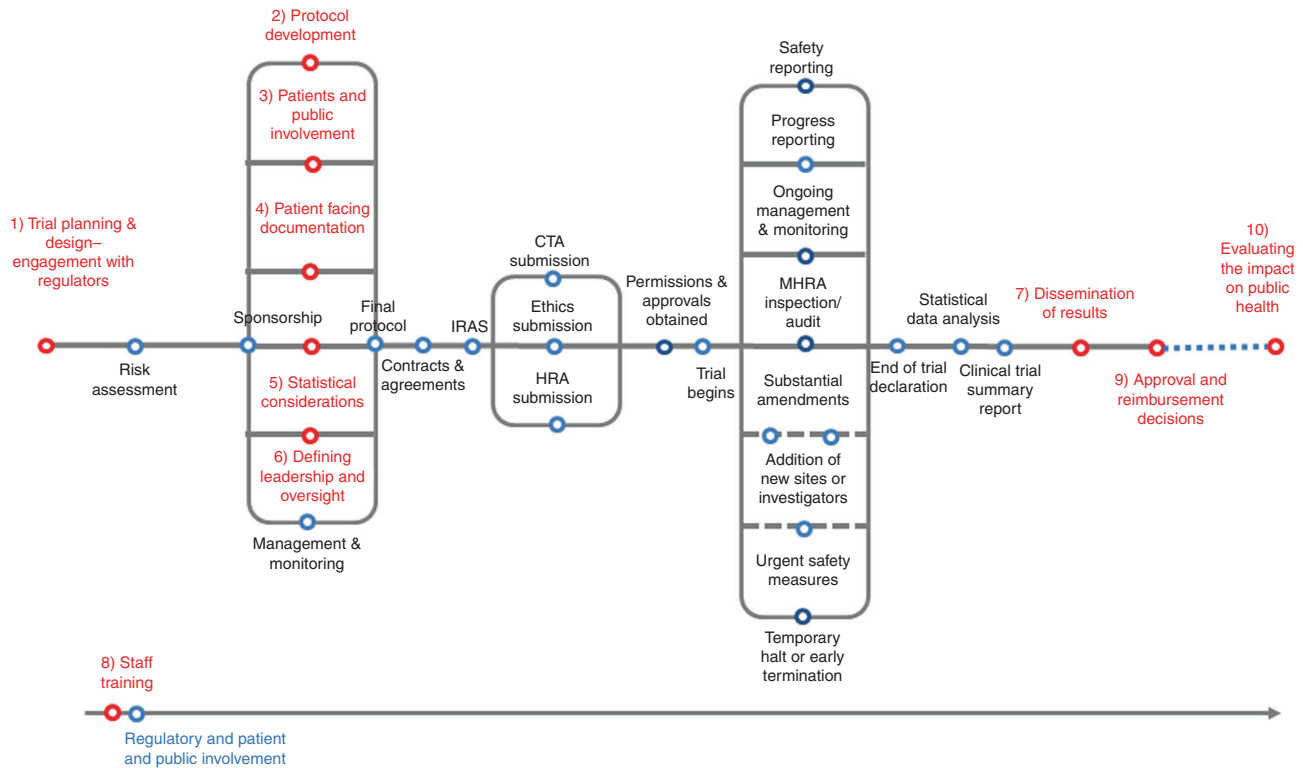 2) Protocol
development
3) Patients and
public
involvement
4) Patient facing
documentation
1) Trial planning &
design–
engagement with
regulators
Risk
assessment
Sponsorship
5) Statistical
considerations
6) Defining
leadership and
oversight
Management &
monitoring
Final
protocol
Contracts &
agreements
IRAS
CTA
submission
Ethics
submission
HRA
submission
Permissions &
approvals
obtained
Trial
begins
Safety
reporting
Progress
reporting
Ongoing
management
& monitoring
MHRA
inspection/
audit
Substantial
amendments
Addition of
new sites or
investigators
Urgent safety
measures
Temporary
halt or early
termination
End of trial
declaration
Statistical
data analysis
Clinical trial
summary
report
7) Dissemination
of results
9) Approval and
reimbursement
decisions
10)
Evaluating
the impact
on public
health
8) Staff
training
Regulatory and patient
and public involvement